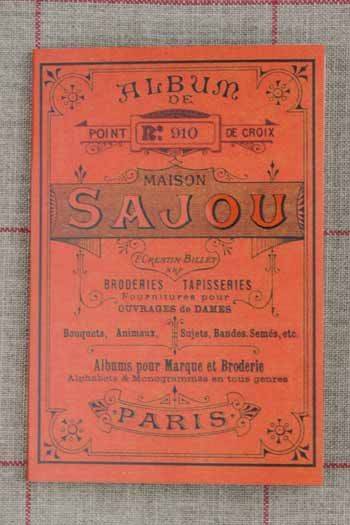 ALBUM
DE
POINT No: 910 DE CROIX
MAISON
SAJOU
BRODERIES TAPISSERIES
Fournitures pour
OUVRAGES de DAMES
Bouquets, Animaux, Sujets, Bandes. Semés, etc.
Albums pour Marque et Broderie
Alphabets & Monogrammes en tous genres
PARIS